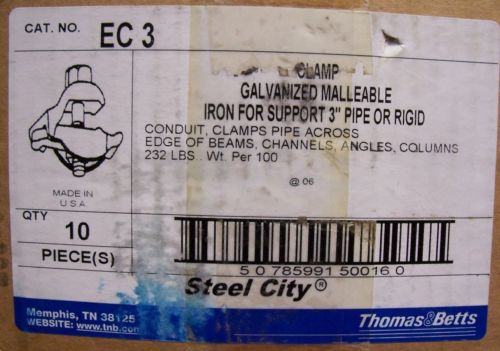 CAT. NO. EC 3
CLAMP
GALVANIZED MALLEABLE
IRON FOR SUPPORT 3" PIPE OR RIGID
CONDUIT, CLAMPS PIPE ACROSS
EDGE OF BEAMS, CHANNELS, ANGLES, COLUMNS
232 LBS . Wt. Per 100
@ 06
MADE IN
U.S.A.
QTY
10
PIECE(S)
5 0 785991 50016 0
Steel City®
Memphis, TN 38125
WEBSITE: www.tnb.com
Thomas&Betts